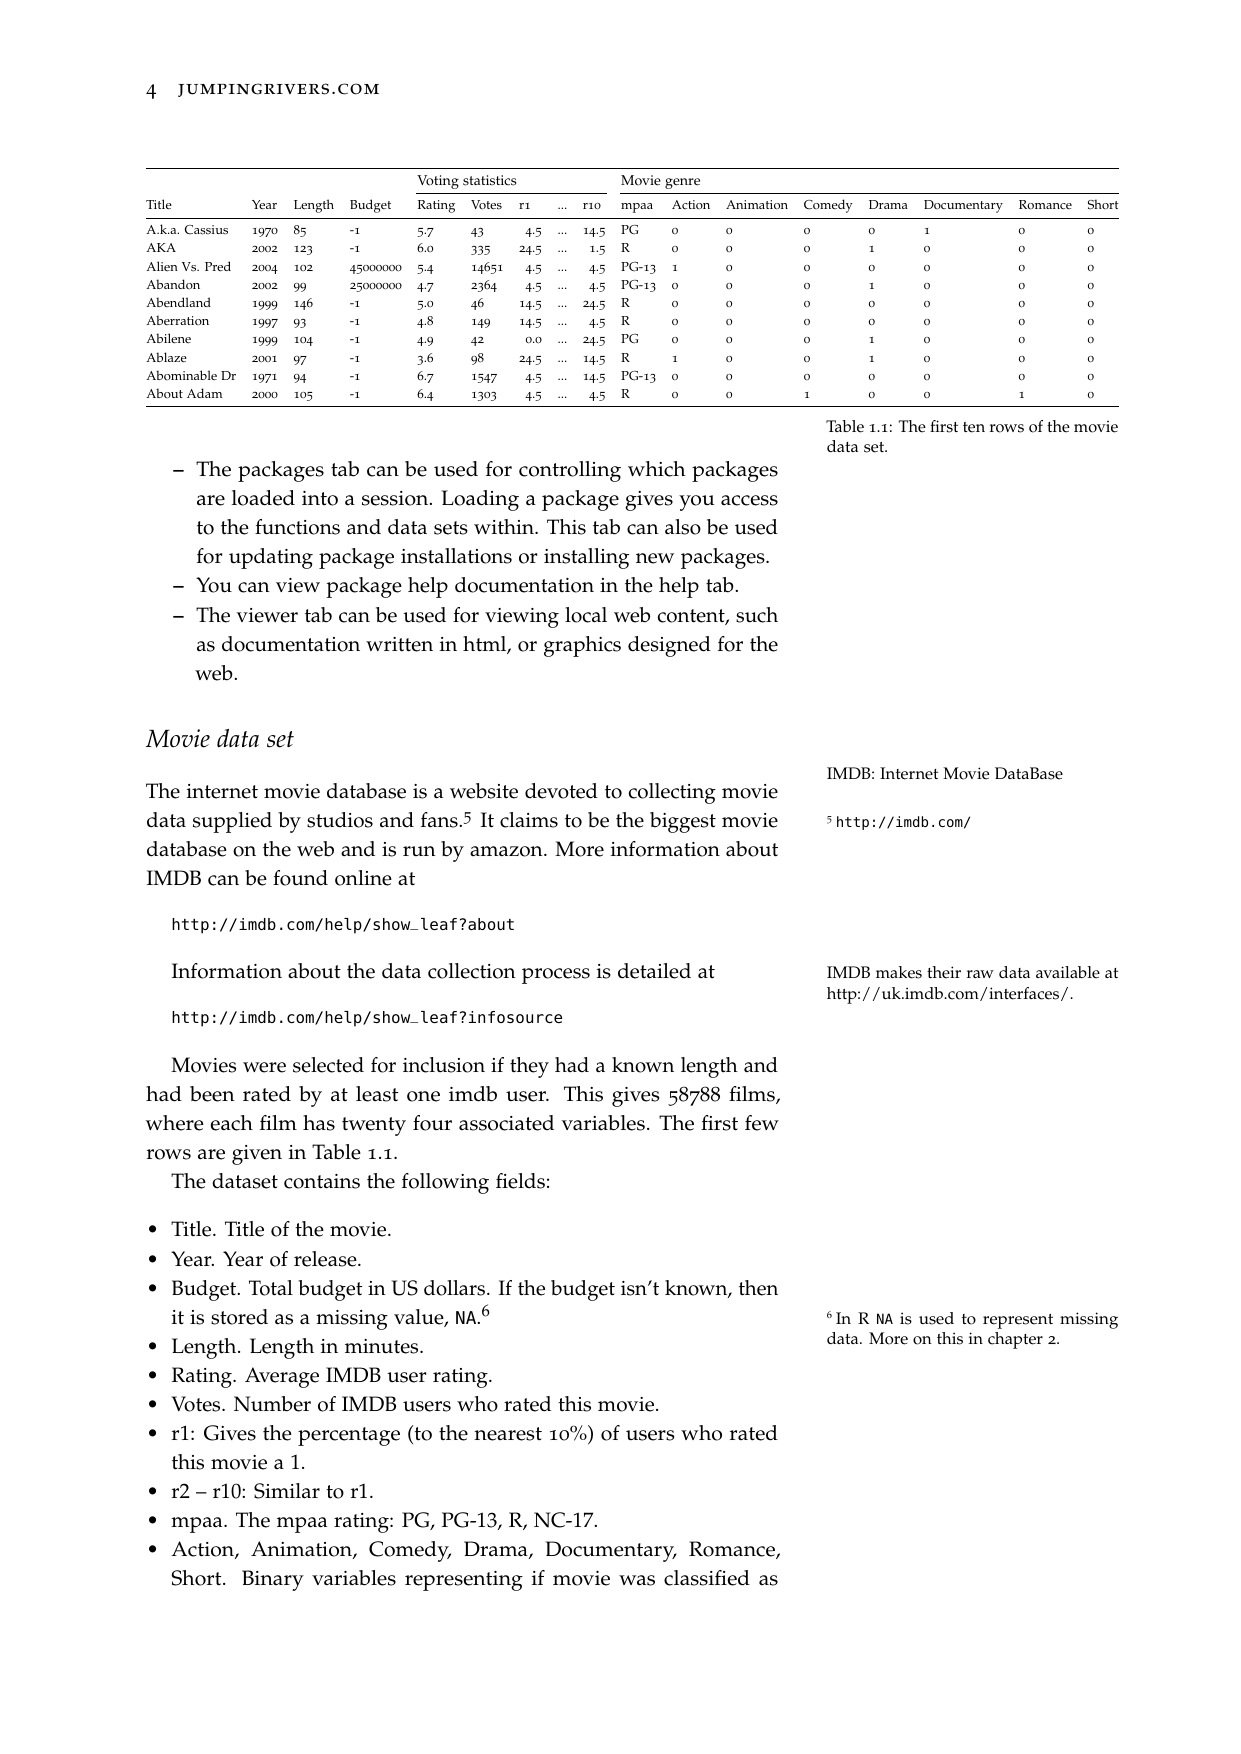 4 JUMPINGRIVERS.COM
Voting statistics Movie genre
Title Year Length Budget Rating Votes r1 ... r10 mpaa Action Animation Comedy Drama Documentary Romance Short
A.k.a. Cassius 1970 85 -1 5.7 43 4.5 ... 14.5 PG 0 0 0 0 1 0 0
AKA 2002 123 -1 6.0 335 24.5 ... 1.5 R 0 0 0 1 0 0 0
Alien Vs. Pred 2004 102 45000000 5.4 14651 4.5 ... 4.5 PG-13 1 0 0 0 0 0 0
Abandon 2002 99 25000000 4.7 2364 4.5 ... 4.5 PG-13 0 0 0 1 0 0 0
Abendland 1999 146 -1 5.0 46 14.5 ... 24.5 R 0 0 0 0 0 0 0
Aberration 1997 93 -1 4.8 149 14.5 ... 4.5 R 0 0 0 0 0 0 0
Abilene 1999 104 -1 4.9 42 0.0 ... 24.5 PG 0 0 0 1 0 0 0
Ablaze 2001 97 -1 3.6 98 24.5 ... 14.5 R 1 0 0 1 0 0 0
Abominable Dr 1971 94 -1 6.7 1547 4.5 ... 14.5 PG-13 0 0 0 0 0 0 0
About Adam 2000 105 -1 6.4 1303 4.5 ... 4.5 R 0 0 1 0 0 1 0
Table 1.1: The first ten rows of the movie
data set.
– The packages tab can be used for controlling which packages
are loaded into a session. Loading a package gives you access
to the functions and data sets within. This tab can also be used
for updating package installations or installing new packages.
– You can view package help documentation in the help tab.
– The viewer tab can be used for viewing local web content, such
as documentation written in html, or graphics designed for the
web.
Movie data set
IMDB: Internet Movie DataBase
The internet movie database is a website devoted to collecting movie
data supplied by studios and fans.5 It claims to be the biggest movie
database on the web and is run by amazon. More information about
IMDB can be found online at
5 http://imdb.com/
http://imdb.com/help/show_leaf?about
Information about the data collection process is detailed at
IMDB makes their raw data available at
http://uk.imdb.com/interfaces/.
http://imdb.com/help/show_leaf?infosource
Movies were selected for inclusion if they had a known length and
had been rated by at least one imdb user. This gives 58788 films,
where each film has twenty four associated variables. The first few
rows are given in Table 1.1.
The dataset contains the following fields:
• Title. Title of the movie.
• Year. Year of release.
• Budget. Total budget in US dollars. If the budget isn't known, then
it is stored as a missing value, NA.6
6 In R NA is used to represent missing
data. More on this in chapter 2.
• Length. Length in minutes.
• Rating. Average IMDB user rating.
• Votes. Number of IMDB users who rated this movie.
• r1: Gives the percentage (to the nearest 10%) of users who rated
this movie a 1.
• r2 – r10: Similar to r1.
• mpaa. The mpaa rating: PG, PG-13, R, NC-17.
• Action, Animation, Comedy, Drama, Documentary, Romance,
Short. Binary variables representing if movie was classified as